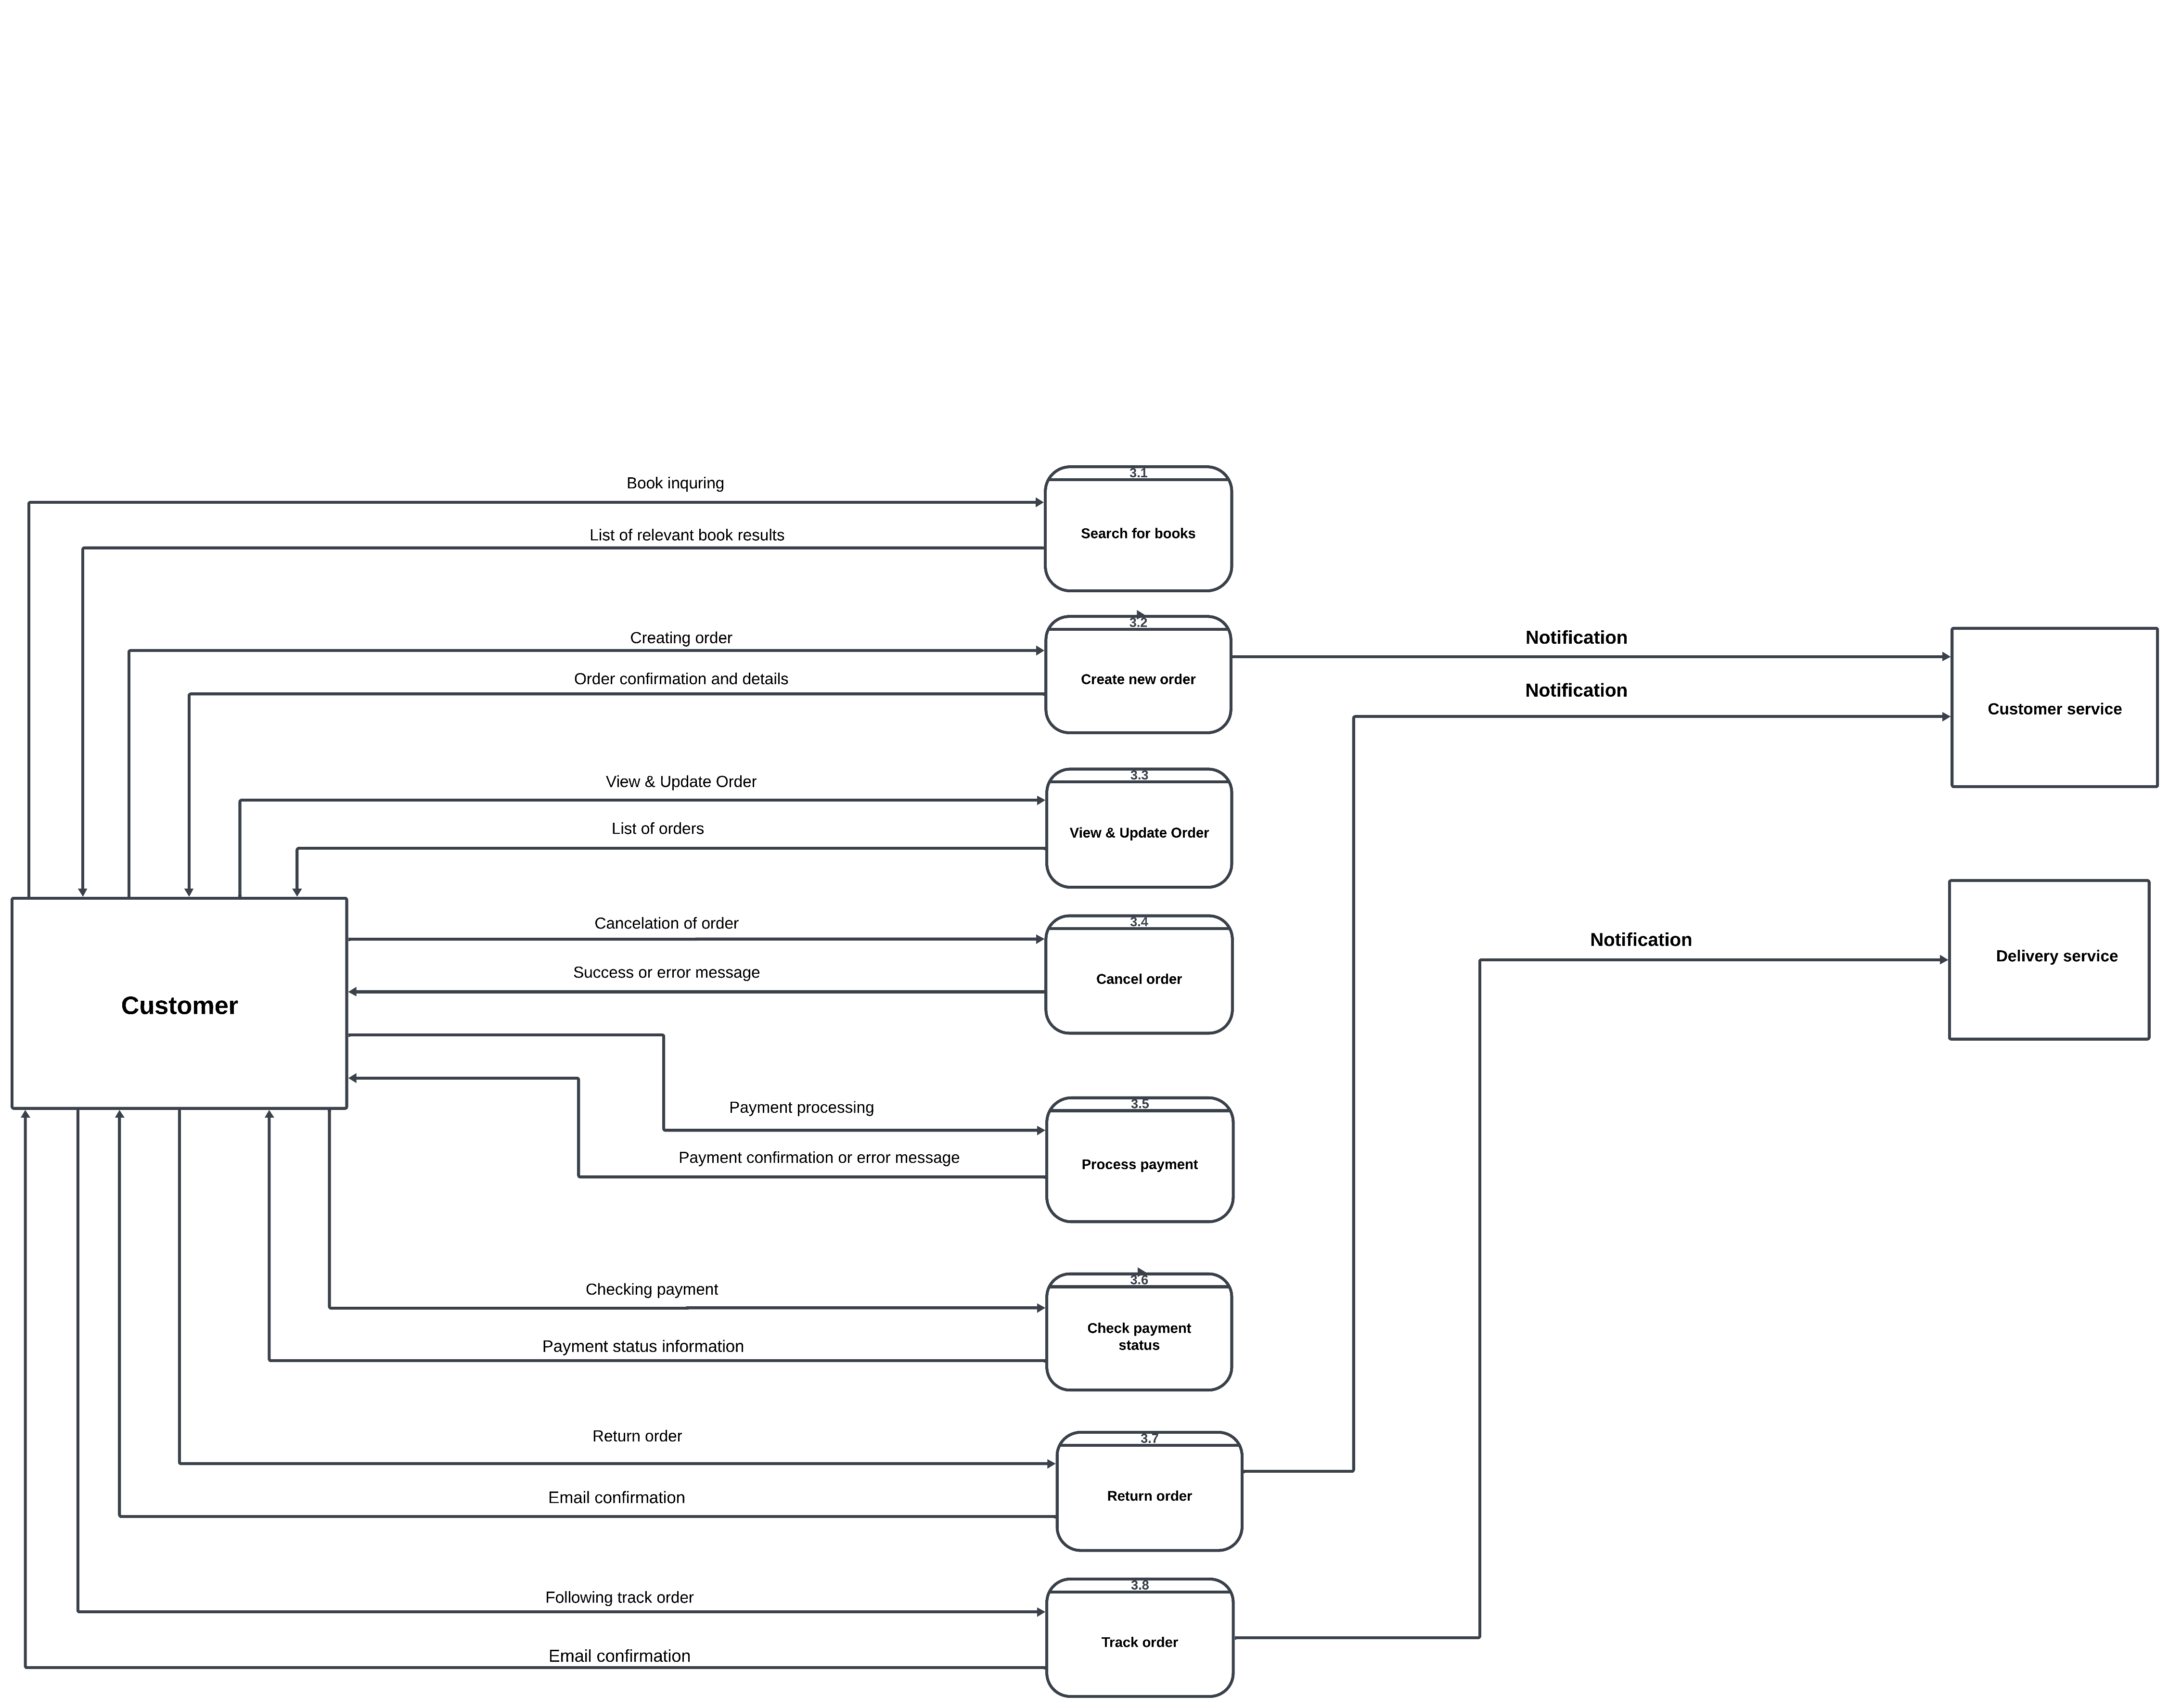 3.1
Book inquring
Search for books
List of relevant book results
3.2
Creating order
Notification
Create new order
Order confirmation and details
Notification
Customer service
3.3
View & Update Order
List of orders
View & Update Order
3.4
Cancelation of order
Notification
Delivery service
Success or error message
Cancel order
Customer
3.5
Payment processing
Payment confirmation or error message
Process payment
3.6
Checking payment
Check payment
status
Payment status information
3.7
Return order
Email confirmation
Return order
3.8
Following track order
Track order
Email confirmation